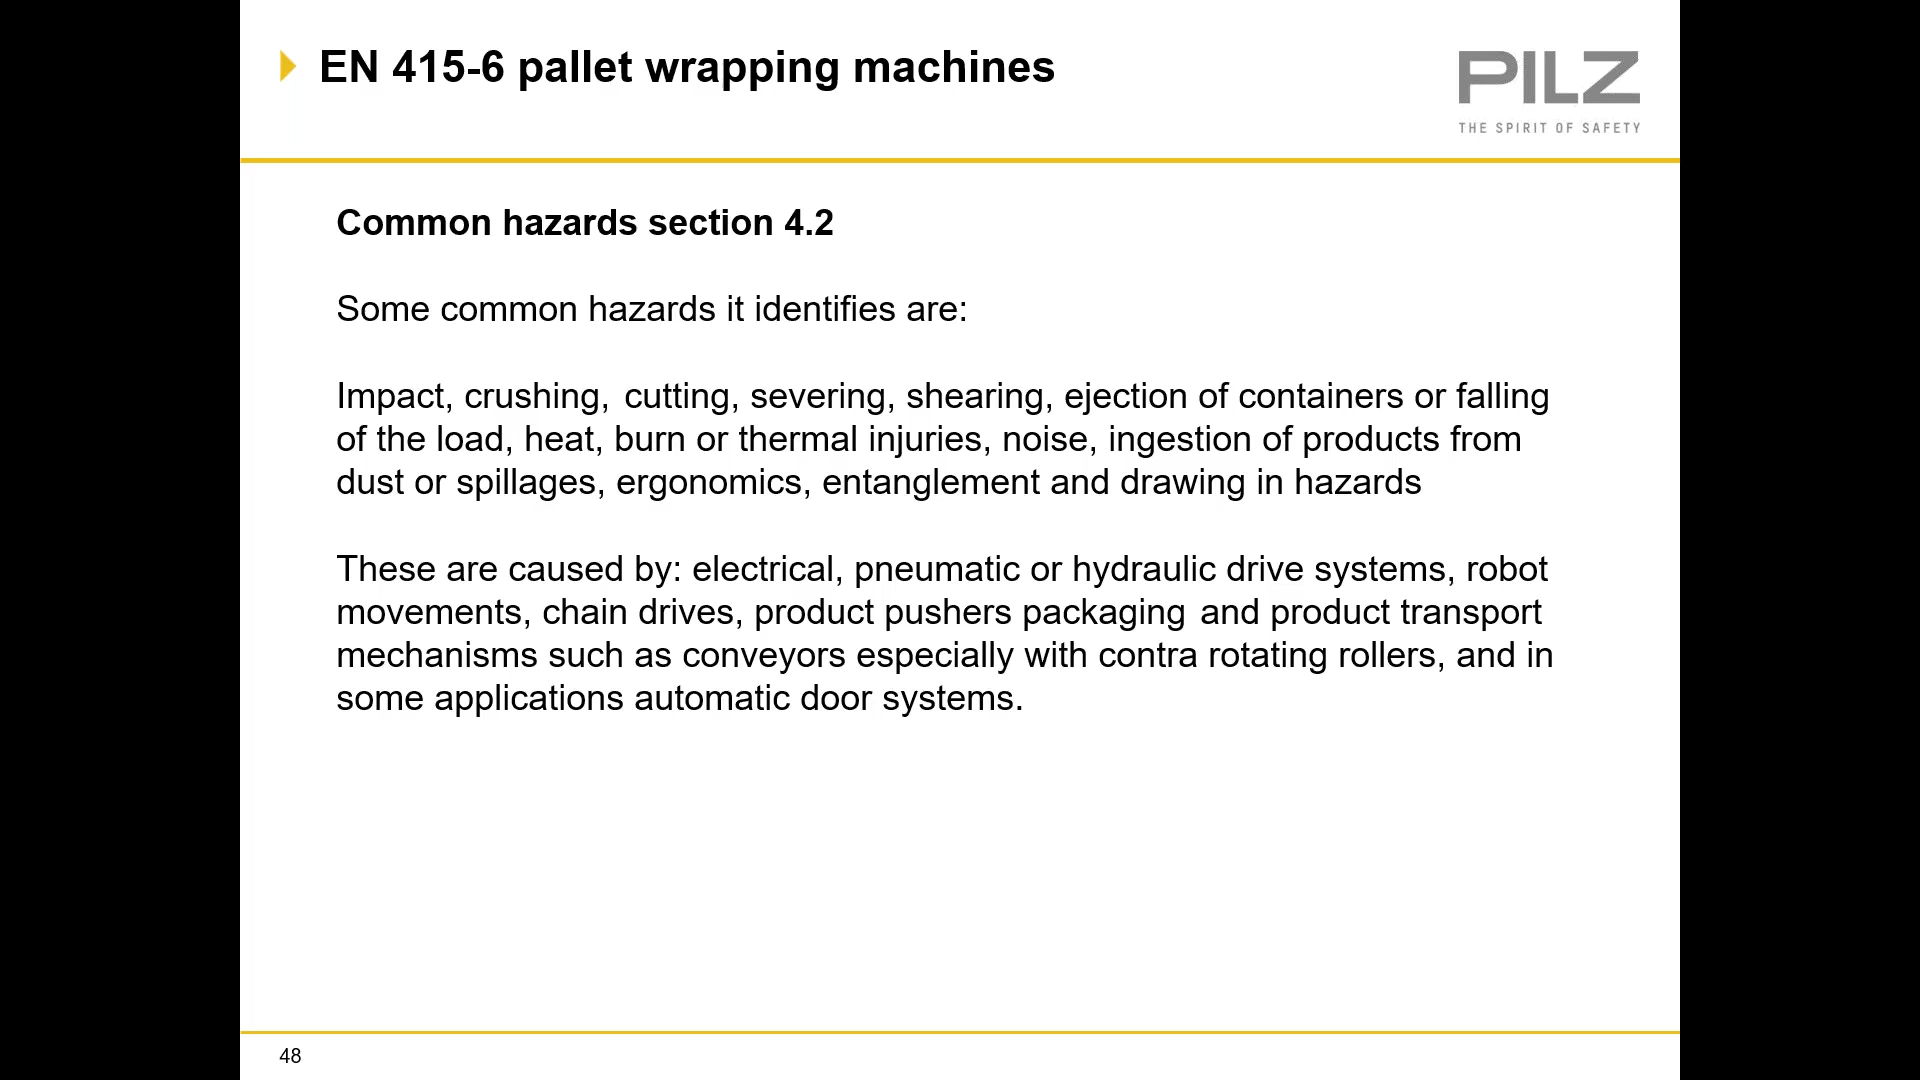 EN 415-6 pallet wrapping machines
PILZ
THE SPIRIT OF SAFETY
Common hazards section 4.2
Some common hazards it identifies are:
Impact, crushing, cutting, severing, shearing, ejection of containers or falling
of the load, heat, burn or thermal injuries, noise, ingestion of products from
dust or spillages, ergonomics, entanglement and drawing in hazards
These are caused by: electrical, pneumatic or hydraulic drive systems, robot
movements, chain drives, product pushers packaging and product transport
mechanisms such as conveyors especially with contra rotating rollers, and in
some applications automatic door systems.
48